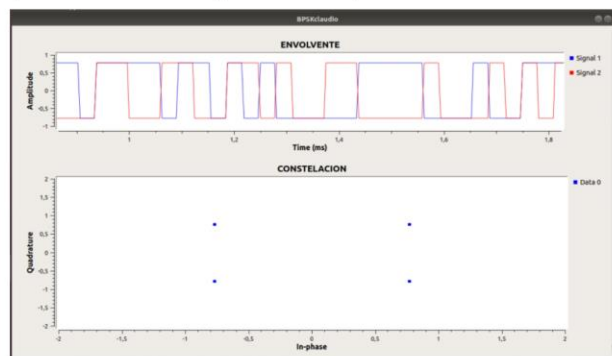 BPSKclaudio
ENVOLVENTE
1
0,5
0
-0,5
-1
Amplitude
Signal 1
Signal 2
1
1,2
1,4
1,6
1,8
Time (ms)
CONSTELACION
2
1,5
1
0,5
0
-0,5
-1
-1,5
-2
Quadrature
Data 0
-2
-1,5
-1
-0,5
0
0,5
1
1,5
2
In-phase